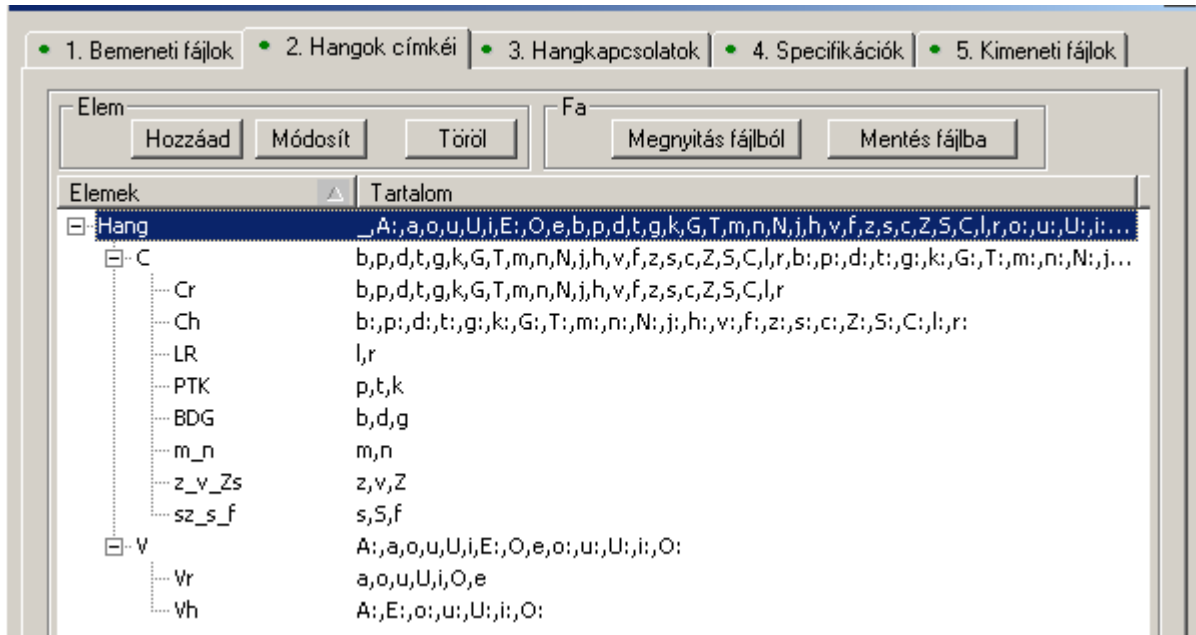 1. Bemeneti fájlok 2. Hangok címkéi 3. Hangkapcsolatok 4. Specifikációk 5. Kimeneti fájlok
Elem Fa
Hozzáad Módosít Töröl Megnyitás fájlból Mentés fájlba
Elemek Tartalom
Hang _,A:,a,o,u,U,i,E:,O,e,b,p,d,t,g,k,G,T,m,n,N,j,h,v,f,z,s,c,Z,S,C,l,r,o:,u:,U:,i:...
C b,p,d,t,g,k,G,T,m,n,N,j,h,v,f,z,s,c,Z,S,C,l,r,b:,p:,d:,t:,g:,k:,G:,T:,m:,n:,N:,j...
Cr b,p,d,t,g,k,G,T,m,n,N,j,h,v,f,z,s,c,Z,S,C,l,r
Ch b:,p:,d:,t:,g:,k:,G:,T:,m:,n:,N:,j:,h:,v:,f:,z:,s:,c:,Z:,S:,C:,l:,r:
LR l,r
PTK p,t,k
BDG b,d,g
m_n m,n
z_v_Zs z,v,Z
sz_s_f s,S,f
V A:,a,o,u,U,i,E:,O,e,o:,u:,U:,i:,O:
Vr a,o,u,U,i,O,e
Vh A:,E:,o:,u:,U:,i:,O: